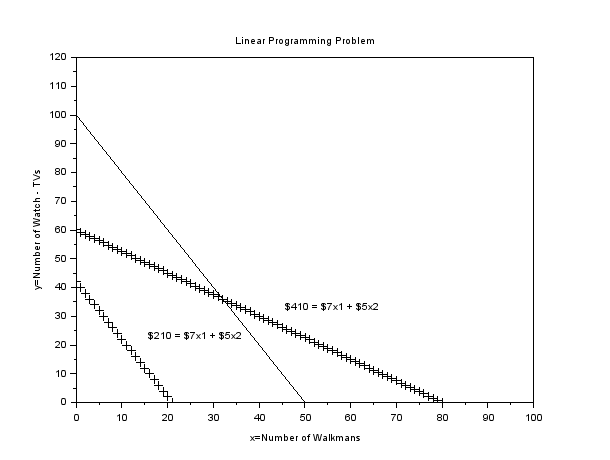 Linear Programming Problem
120
110
100
90
80
70
60
50
40
30
20
10
0
y=Number of Watch - TVs
$410 = $7x1 + $5x2
$210 = $7x1 + $5x2
0 10 20 30 40 50 60 70 80 90 100
x=Number of Walkmans